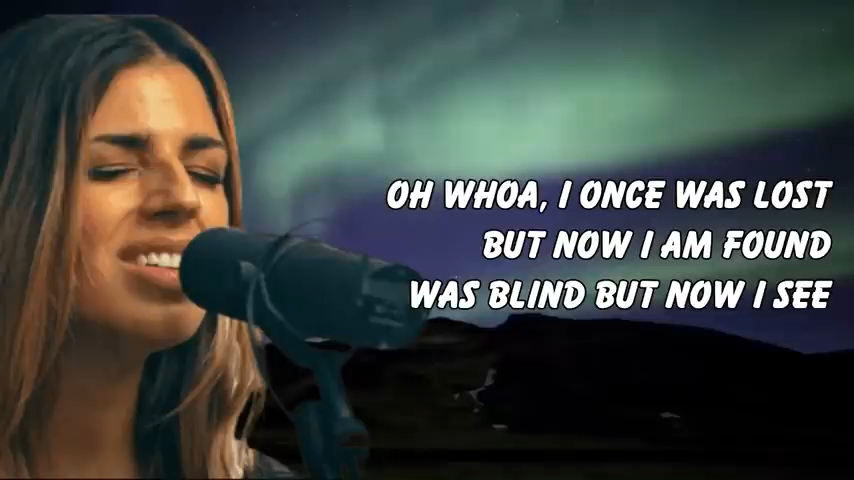 OH WHOA, I ONCE WAS LOST
BUT NOW I AM FOUND
WAS BLIND BUT NOW I SEE